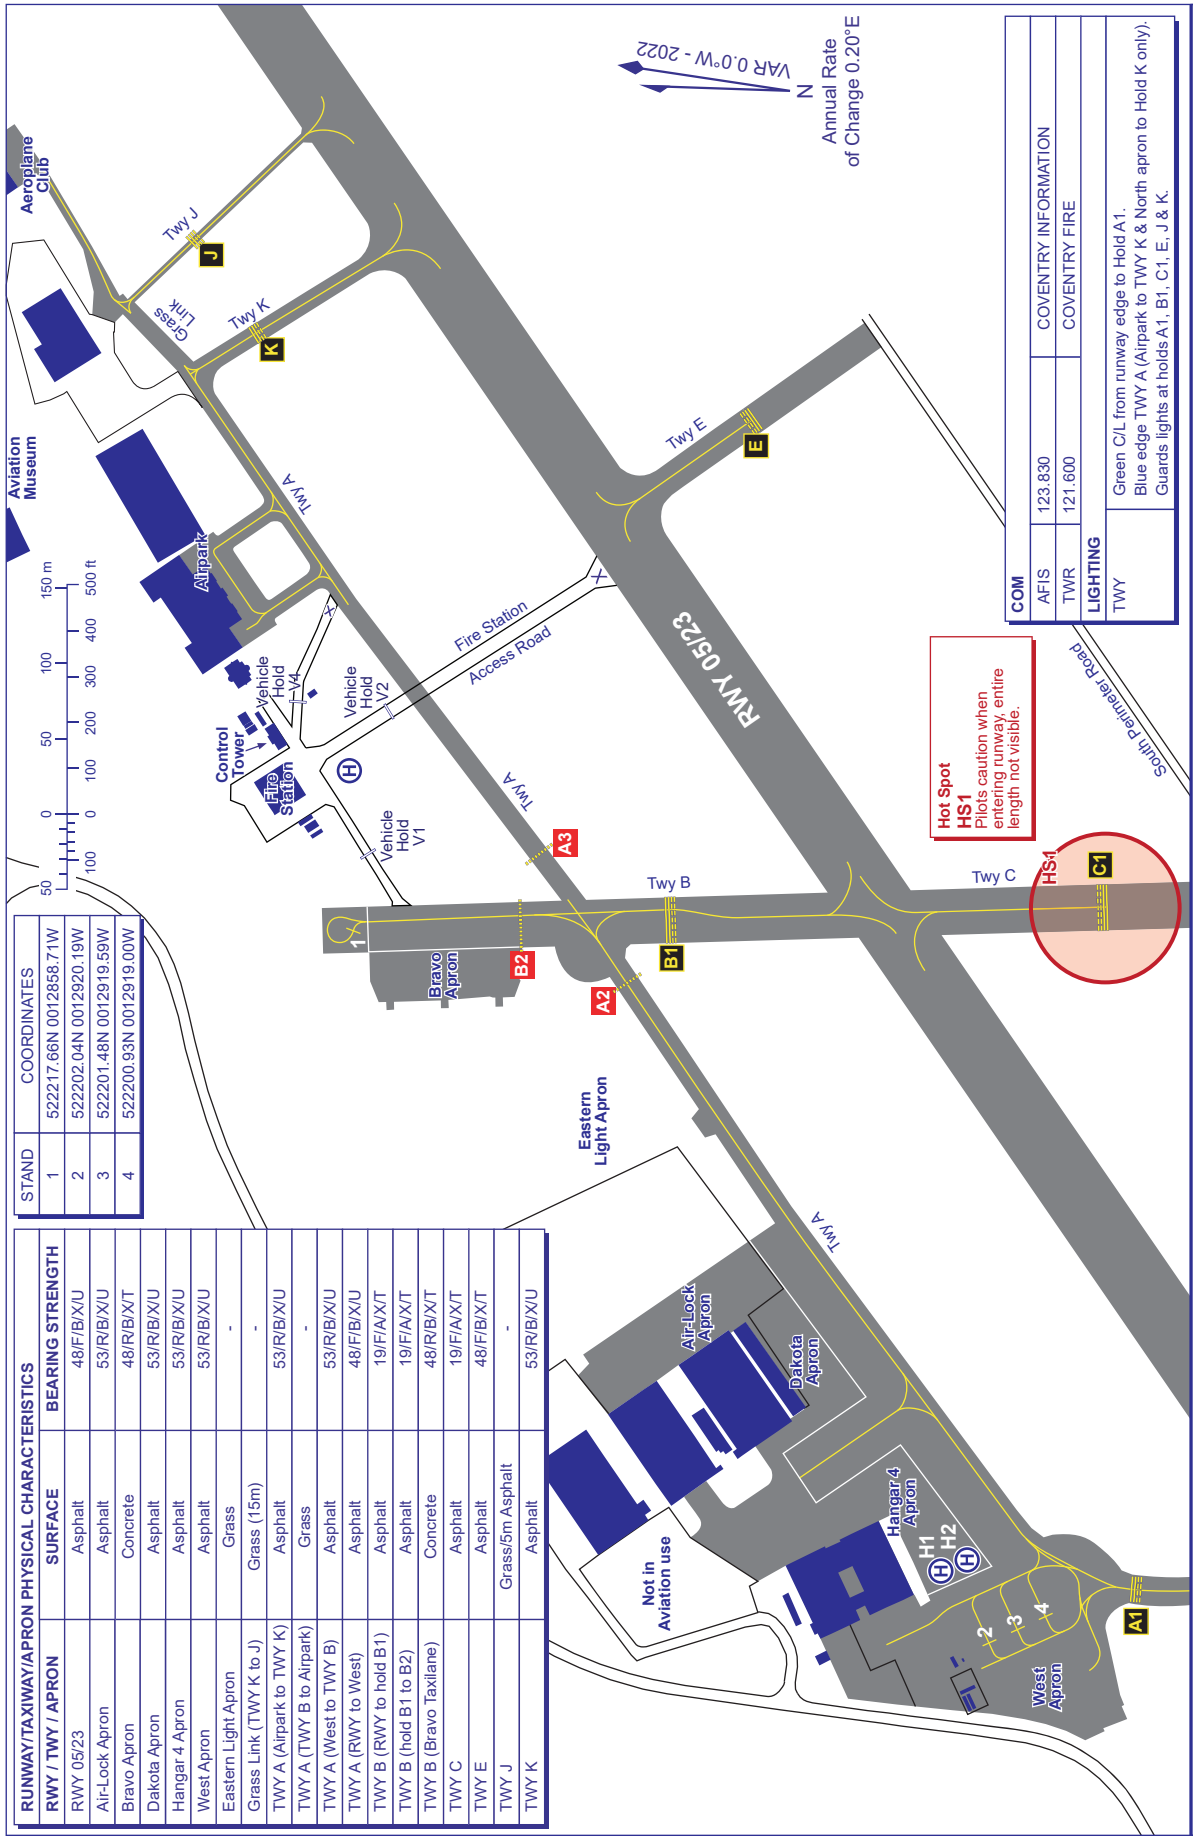 RUNWAY/TAXIWAY/APRON PHYSICAL CHARACTERISTICS
RWY / TWY / APRON SURFACE BEARING STRENGTH
RWY 05/23 Asphalt 48/F/B/X/U
Air-Lock Apron Asphalt 53/R/B/X/U
Bravo Apron Concrete 48/R/B/X/T
Dakota Apron Asphalt 53/R/B/X/U
Hangar 4 Apron Asphalt 53/R/B/X/U
West Apron Asphalt 53/R/B/X/U
Eastern Light Apron Grass -
Grass Link (TWY K to J) Grass (15m) -
TWY A (Airpark to TWY K) Asphalt 53/R/B/X/U
TWY A (TWY B to Airpark) Grass -
TWY A (West to TWY B) Asphalt 53/R/B/X/U
TWY A (RWY to West) Asphalt 48/F/B/X/U
TWY B (RWY to hold B1) Asphalt 19/F/A/X/T
TWY B (hold B1 to B2) Asphalt 19/F/A/X/T
TWY B (Bravo Taxilane) Concrete 48/R/B/X/T
TWY C Asphalt 19/F/A/X/T
TWY E Asphalt 48/F/B/X/T
TWY J Grass/5m Asphalt -
TWY K Asphalt 53/R/B/X/U
STAND COORDINATES
1 522217.66N 0012858.71W
2 522202.04N 0012920.19W
3 522201.48N 0012919.59W
4 522200.93N 0012919.00W
50 0 50 100 150 m
100 0 100 200 300 400 500 ft
Aviation
Museum
Aeroplane
Club
Airpark
Control
Tower
Fire
Station
Vehicle
Hold
V4
Vehicle
Hold
V2
Vehicle
Hold
V1
H
X
Twy J
J
Grass
Link
Twy K
K
Twy A
Fire Station
Access Road
X
Twy E
E
VAR 0.0°W - 2022
N
Annual Rate
of Change 0.20°E
1
Bravo
Apron
B2
A3
Twy A
A2
B1
Twy B
RWY 05/23
Twy C
HS1
C1
Hot Spot
HS1
Pilots caution when
entering runway, entire
length not visible.
South Perimeter Road
Eastern
Light Apron
Twy A
Air-Lock
Apron
Dakota
Apron
Not in
Aviation use
Hangar 4
Apron
H1
H
H2
H
2
3
4
West
Apron
A1
COM
AFIS 123.830 COVENTRY INFORMATION
TWR 121.600 COVENTRY FIRE
LIGHTING
TWY Green C/L from runway edge to Hold A1.
Blue edge TWY A (Airpark to TWY K & North apron to Hold K only).
Guards lights at holds A1, B1, C1, E, J & K.